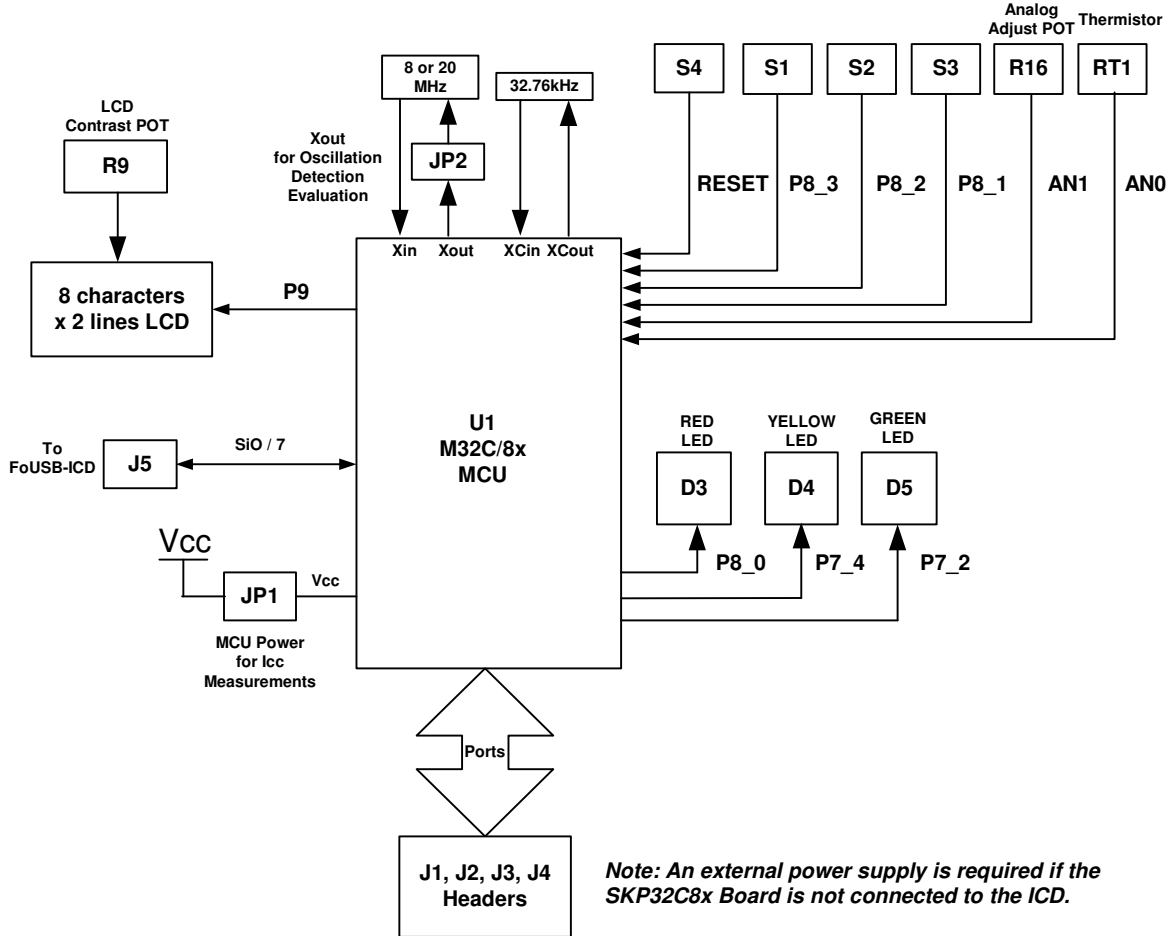 Analog
Adjust POT
Thermistor
S4
S1
S2
S3
R16
RT1
8 or 20
MHz
32.76kHz
LCD
Contrast POT
R9
Xout
for Oscillation
Detection
Evaluation
JP2
RESET
P8_3
P8_2
P8_1
AN1
AN0
Xin
Xout
XCin
XCout
8 characters
x 2 lines LCD
P9
U1
M32C/8x
MCU
To
FoUSB-ICD
J5
SiO / 7
RED
LED
YELLOW
LED
GREEN
LED
D3
D4
D5
P8_0
P7_4
P7_2
Vcc
JP1
Vcc
MCU Power
for Icc
Measurements
Ports
J1, J2, J3, J4
Headers
Note: An external power supply is required if the
SKP32C8x Board is not connected to the ICD.